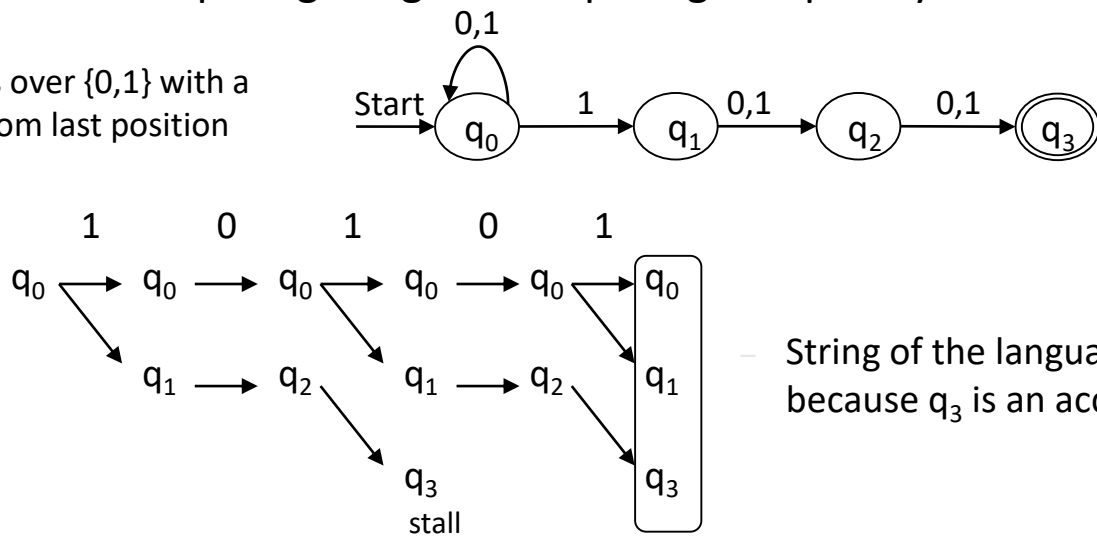 0,1
over {0,1} with a
om last position
Start q₀ 1 q₁ 0,1 q₂ 0,1 q₃
1 0 1 0 1
q₀ q₀ q₀ q₀ q₀ q₀
q₁ q₂ q₁ q₂ q₁
String of the langua
because q₃ is an acc
q₃ q₃
stall